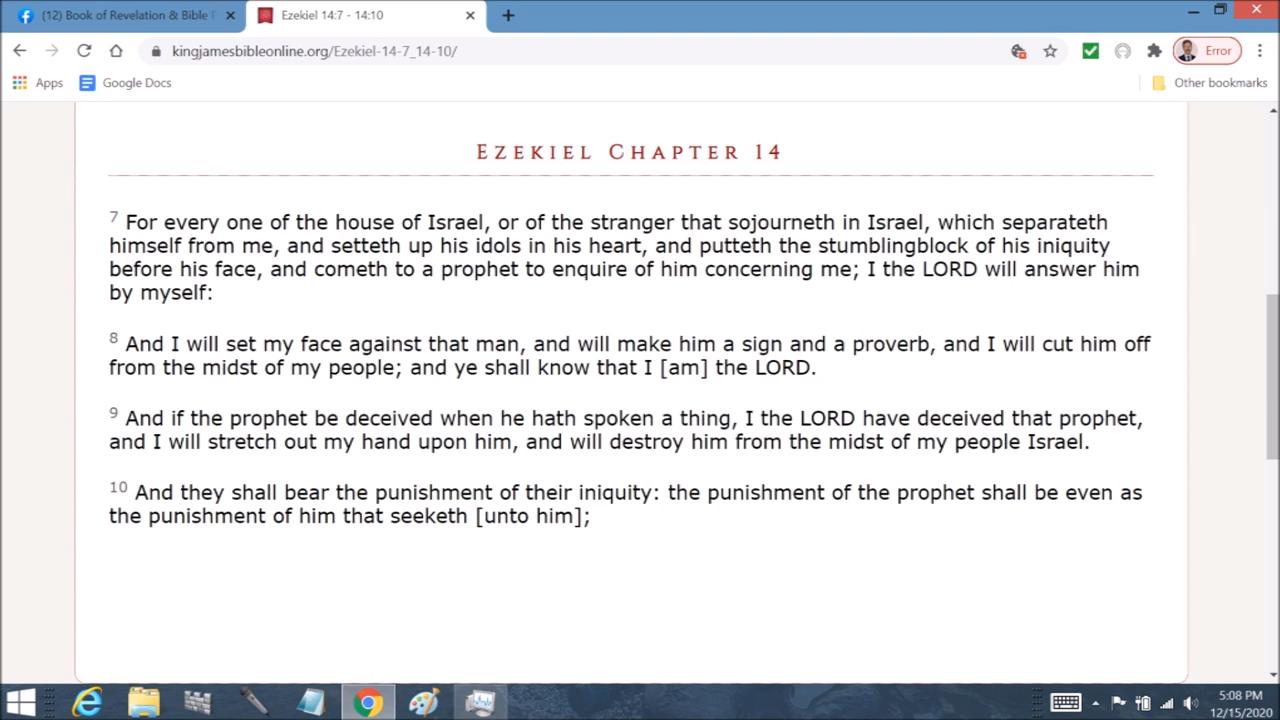 (12) Book of Revelation & Bible
Ezekiel 14:7 - 14:10
kingjamesbibleonline.org/Ezekiel-14-7_14-10/
Error
Apps
Google Docs
Other bookmarks
EZEKIEL CHAPTER 14
7 For every one of the house of Israel, or of the stranger that sojourneth in Israel, which separateth
himself from me, and setteth up his idols in his heart, and putteth the stumblingblock of his iniquity
before his face, and cometh to a prophet to enquire of him concerning me; I the LORD will answer him
by myself:
8 And I will set my face against that man, and will make him a sign and a proverb, and I will cut him off
from the midst of my people; and ye shall know that I [am] the LORD.
9 And if the prophet be deceived when he hath spoken a thing, I the LORD have deceived that prophet,
and I will stretch out my hand upon him, and will destroy him from the midst of my people Israel.
10 And they shall bear the punishment of their iniquity: the punishment of the prophet shall be even as
the punishment of him that seeketh [unto him];
5:08 PM
12/15/2020